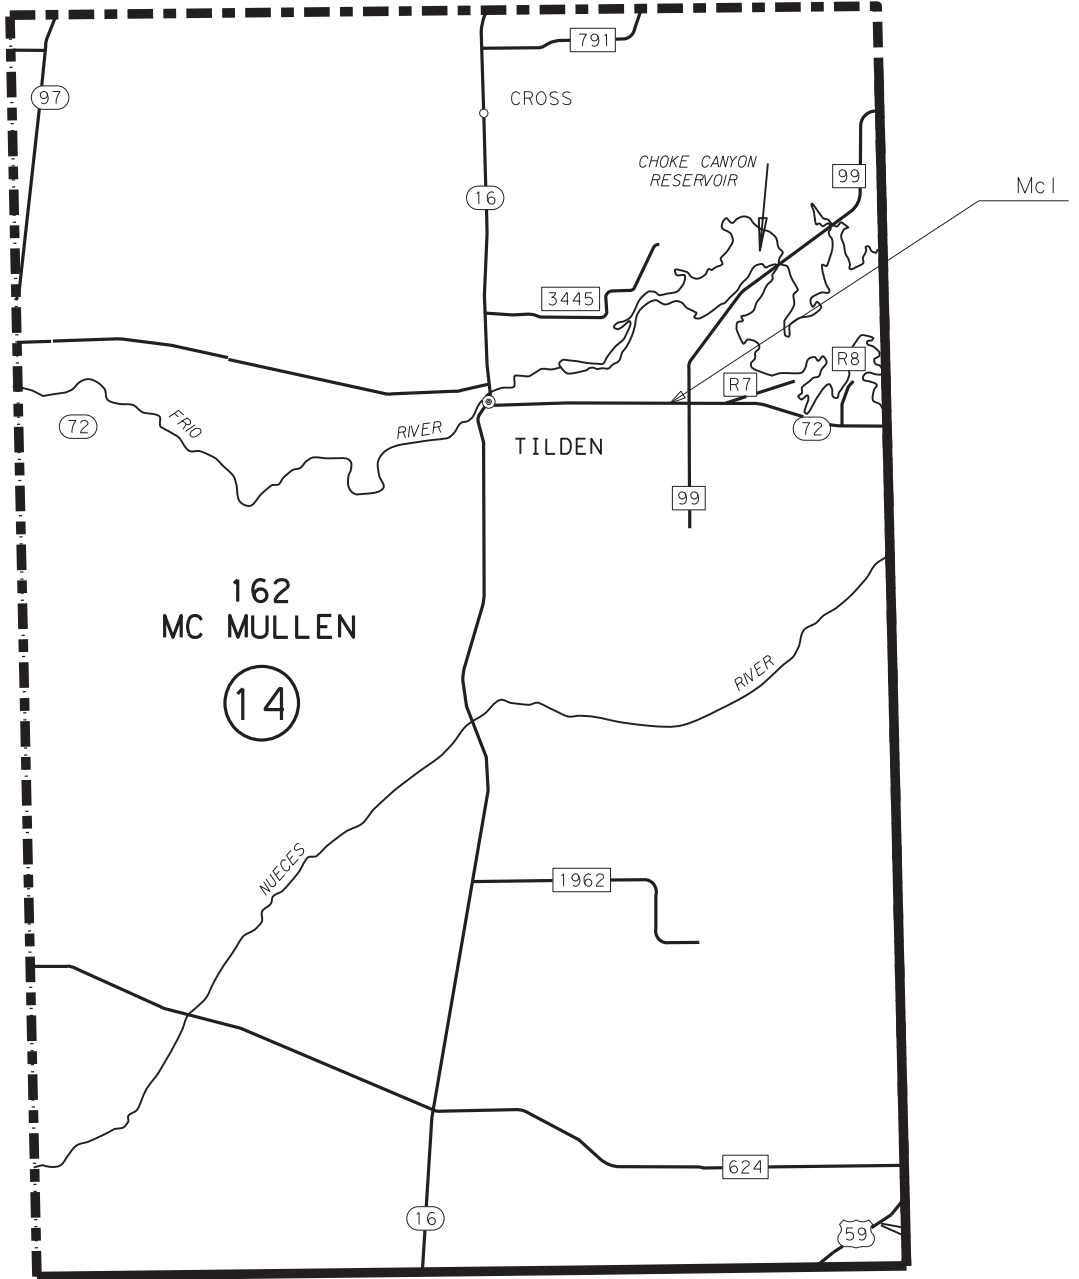 791
97
CROSS
CHOKE CANYON
RESERVOIR
99
McI
16
3445
R8
R7
72
FRIO
RIVER
72
TILDEN
99
162
MC MULLEN
14
RIVER
NUECES
1962
624
16
59